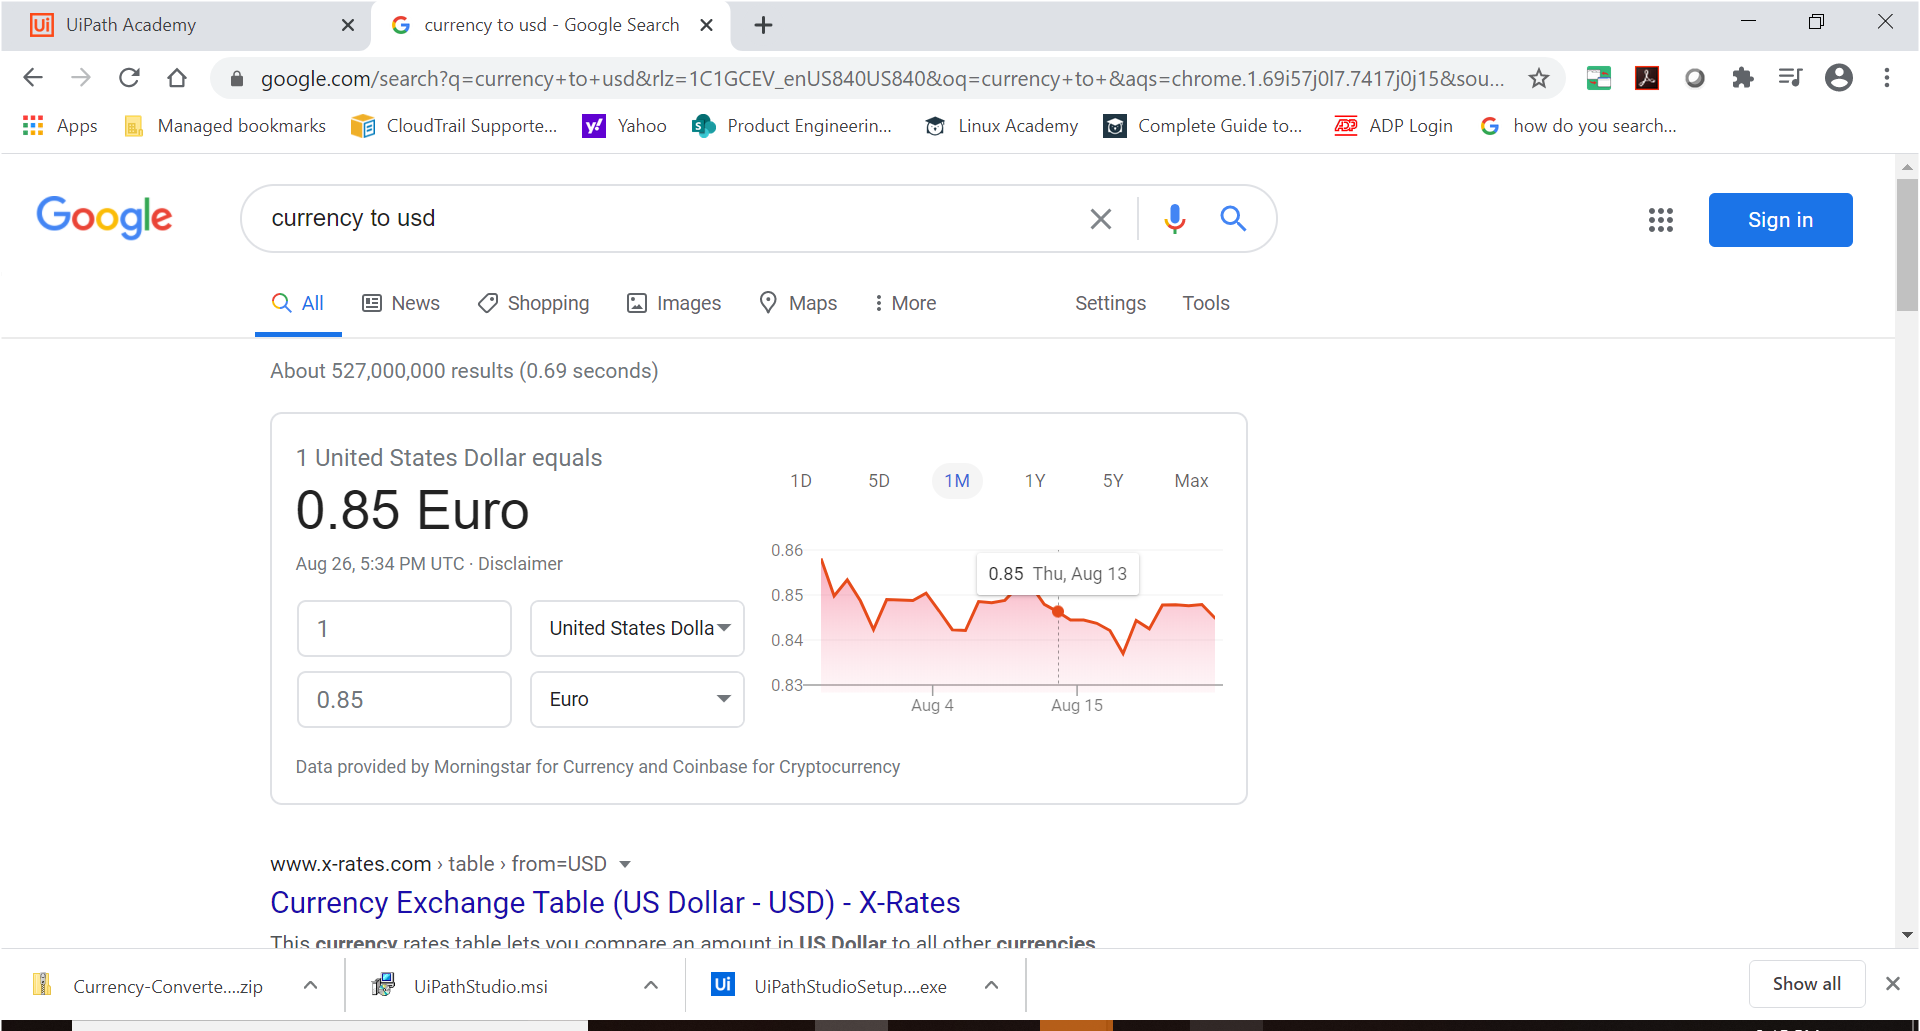 UiPath Academy
currency to usd - Google Search
google.com/search?q=currency+to+usd&rlz=1C1GCEV_enUS840US840&oq=currency+to+&aqs=chrome.1.69i57j0l7.7417j0j15&sou...
Apps
Managed bookmarks
CloudTrail Supporte...
Yahoo
Product Engineerin...
Linux Academy
Complete Guide to...
ADP Login
how do you search...
Google
currency to usd
Sign in
All
News
Shopping
Images
Maps
More
Settings
Tools
About 527,000,000 results (0.69 seconds)
1 United States Dollar equals
0.85 Euro
Aug 26, 5:34 PM UTC · Disclaimer
1
United States Dolla
0.85
Euro
1D 5D 1M 1Y 5Y Max
0.86
0.85 Thu, Aug 13
0.85
0.84
0.83
Aug 4
Aug 15
Data provided by Morningstar for Currency and Coinbase for Cryptocurrency
www.x-rates.com › table › from=USD
Currency Exchange Table (US Dollar - USD) - X-Rates
This currency rates table lets you compare an amount in US Dollar to all other currencies
Currency-Converte....zip
UiPathStudio.msi
Ui
UiPathStudioSetup....exe
Show all